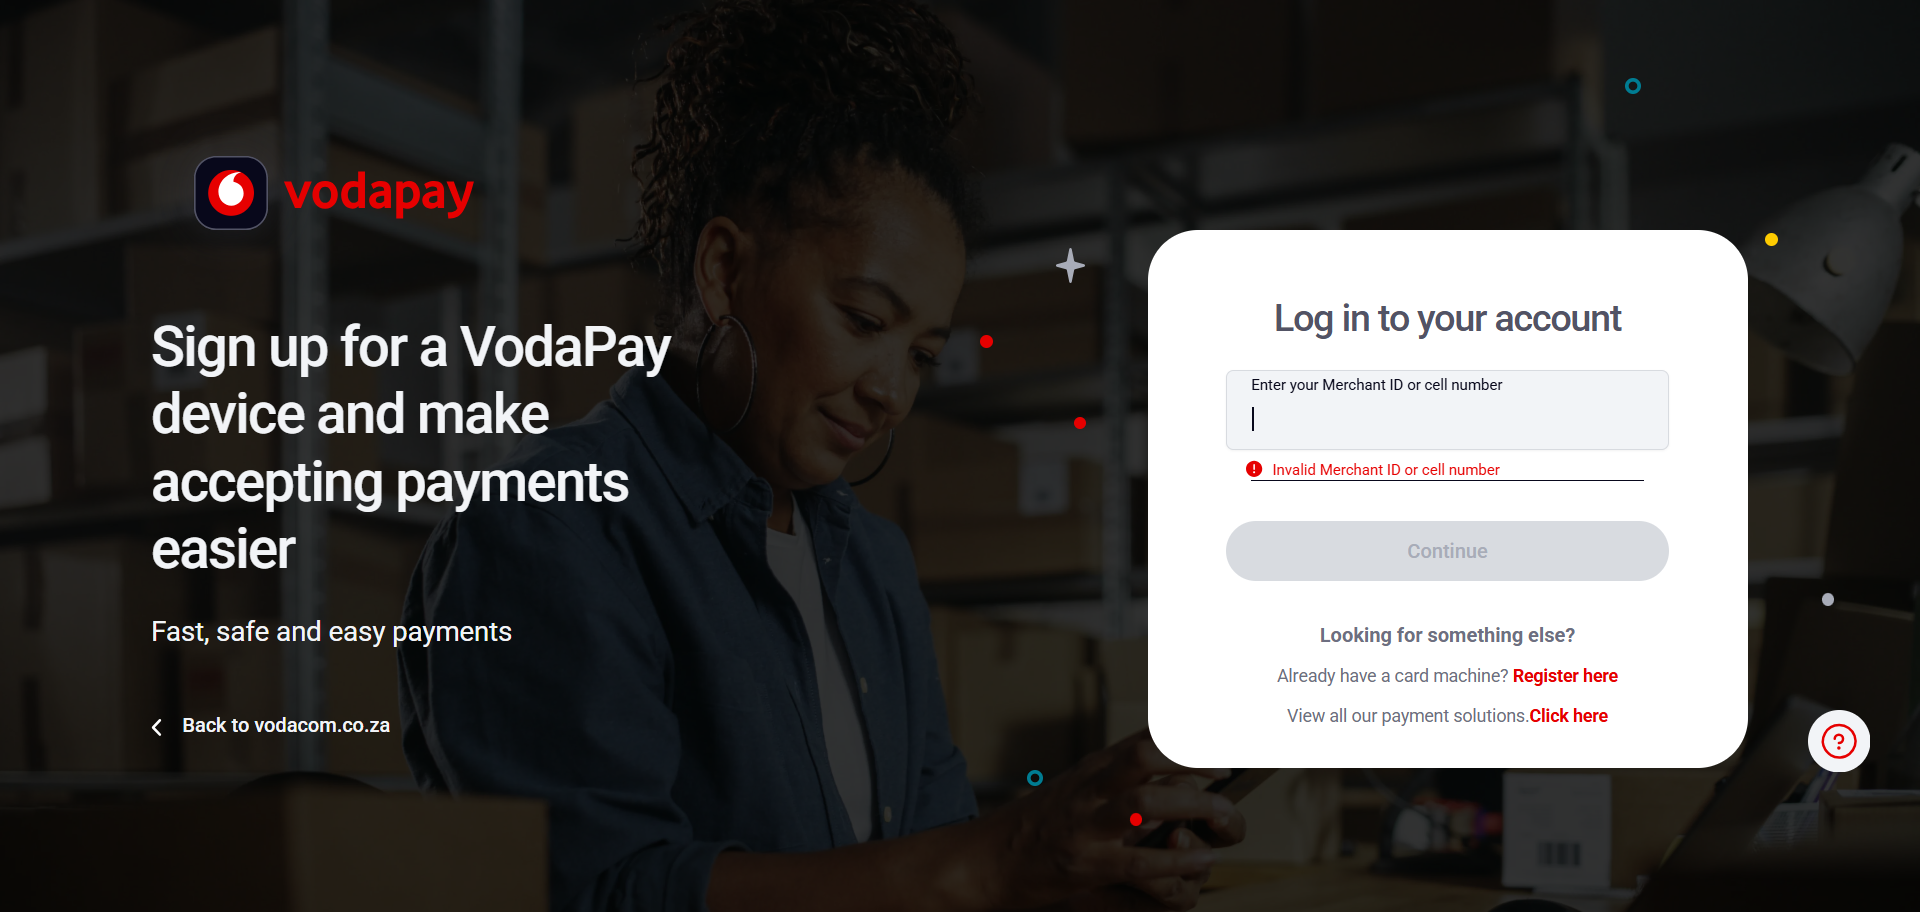 vodapay
Sign up for a VodaPay
device and make
accepting payments
easier
Fast, safe and easy payments
Back to vodacom.co.za
Log in to your account
Enter your Merchant ID or cell number
Invalid Merchant ID or cell number
Continue
Looking for something else?
Already have a card machine? Register here
View all our payment solutions.Click here